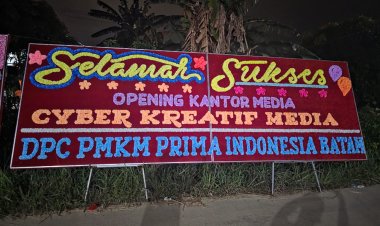 Selamat Sukses
OPENING KANTOR MEDIA
CYBER KREATIF MEDIA
DPC PMKM PRIMA INDONESIA BATAM